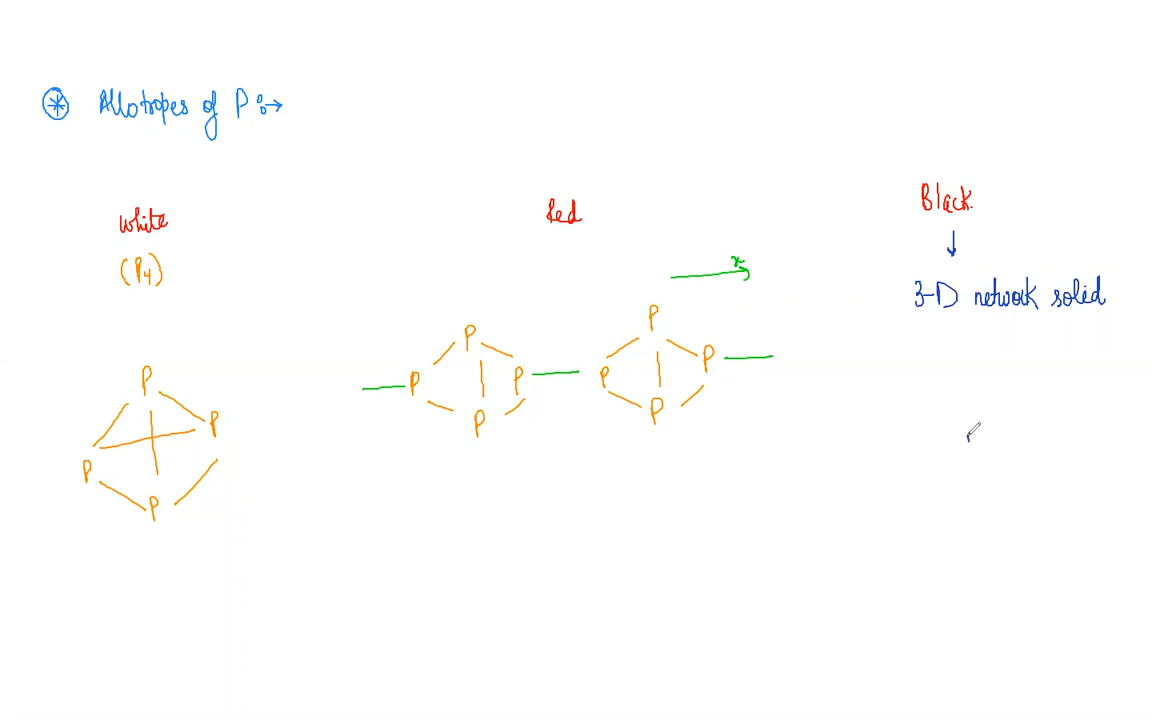 Allotropes of P :→
White
Red
Black
(P4)
x
3-D network solid
P
P
P
P
P
P
P
P
P
P
P
P